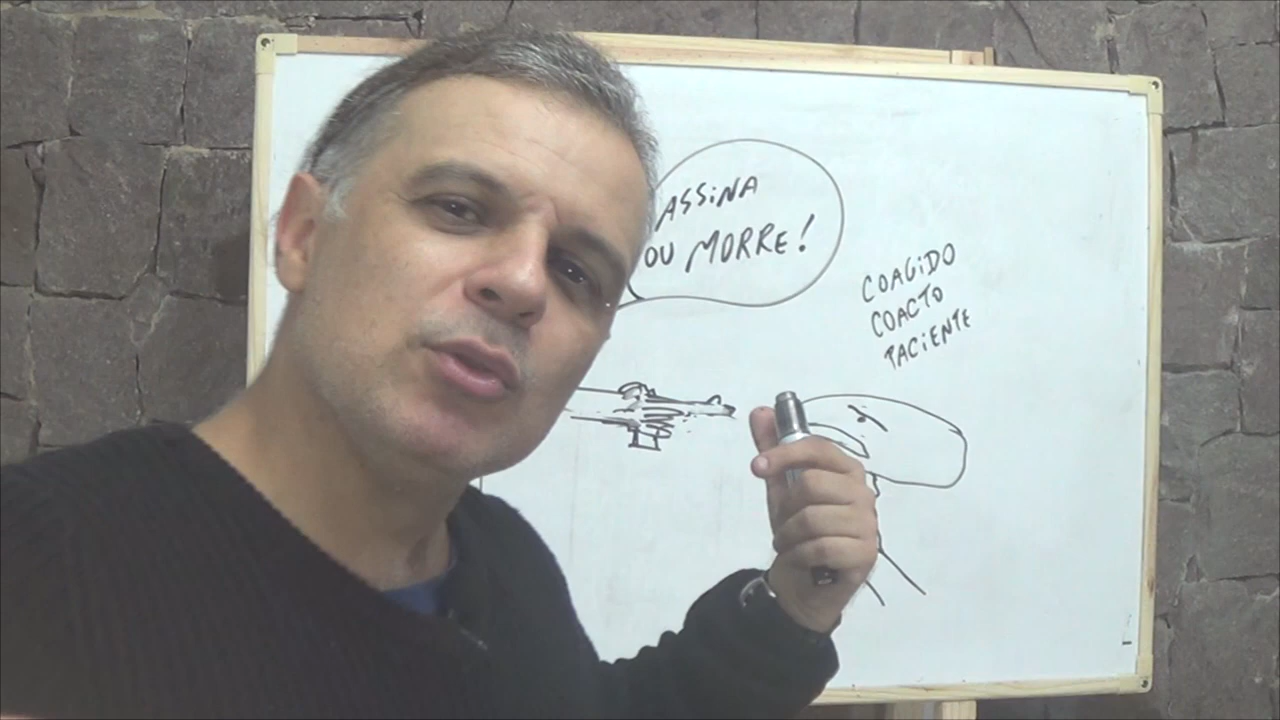 ASSINA
OU MORRE!
COAGIDO
COACTO
PACIENTE